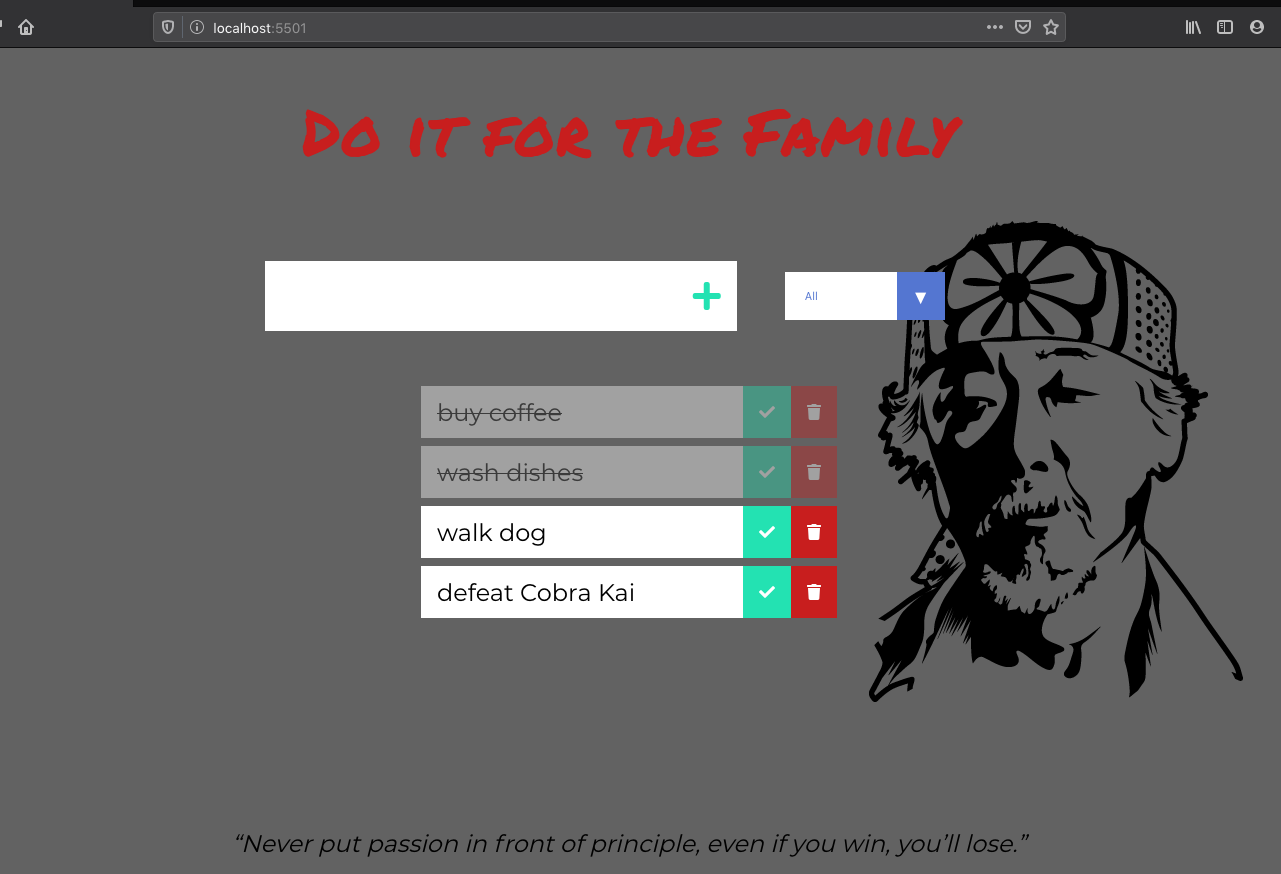 localhost:5501
Do it for the Family
All
buy coffee
wash dishes
walk dog
defeat Cobra Kai
“Never put passion in front of principle, even if you win, you’ll lose.”